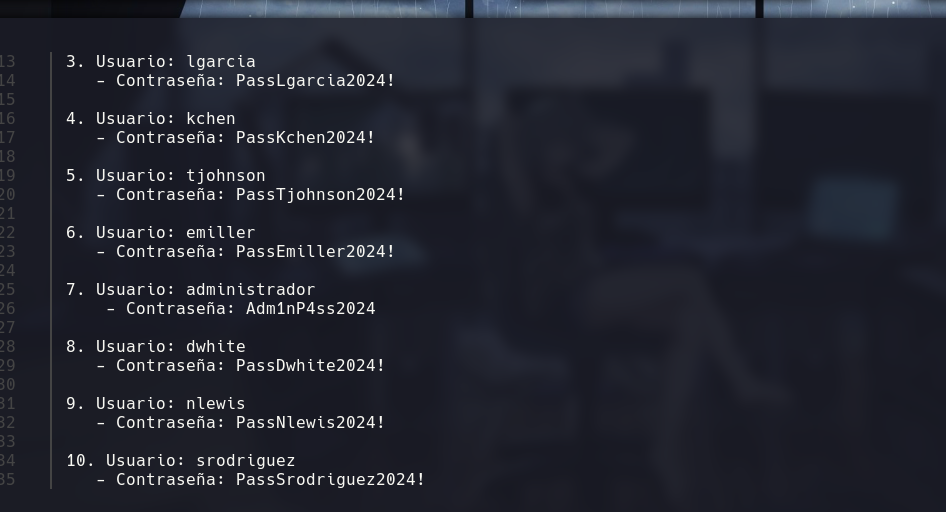 13
3. Usuario: lgarcia
14
- Contraseña: PassLgarcia2024!
15
16
4. Usuario: kchen
17
- Contraseña: PassKchen2024!
18
19
5. Usuario: tjohnson
20
- Contraseña: PassTjohnson2024!
21
22
6. Usuario: emiller
23
- Contraseña: PassEmiller2024!
24
25
7. Usuario: administrador
26
- Contraseña: Adm1nP4ss2024
27
28
8. Usuario: dwhite
29
- Contraseña: PassDwhite2024!
30
31
9. Usuario: nlewis
32
- Contraseña: PassNlewis2024!
33
34
10. Usuario: srodriguez
35
- Contraseña: PassSrodriguez2024!